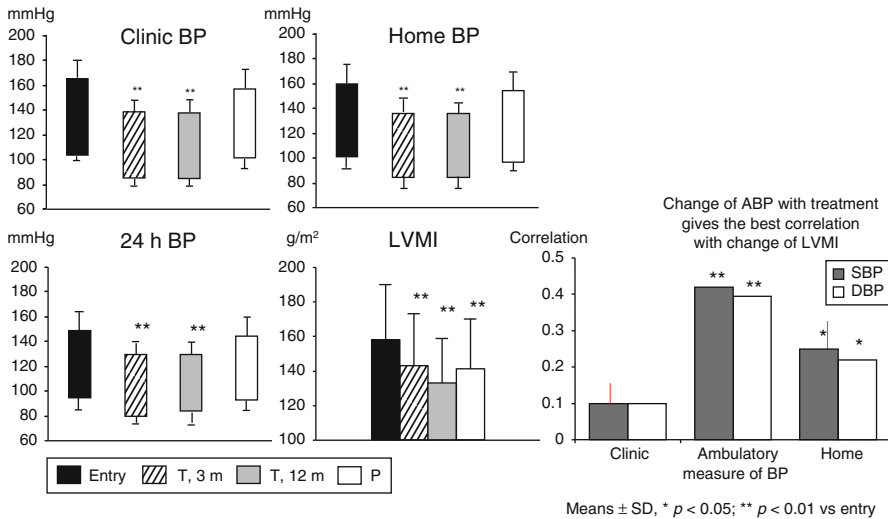 mmHg
Clinic BP
200
180
160
140
120
100
80
60
**
**
mmHg
Home BP
200
180
160
140
120
100
80
60
**
**
mmHg
24 h BP
200
180
160
140
120
100
80
60
**
**
g/m²
LVMI
200
180
160
140
120
100
**
**
**
Entry T, 3 m T, 12 m P
Change of ABP with treatment
gives the best correlation
with change of LVMI
Correlation
0.5
0.4
0.3
0.2
0.1
0
SBP
DBP
**
**
*
*
Clinic Ambulatory Home
measure of BP
Means ± SD, * p < 0.05; ** p < 0.01 vs entry